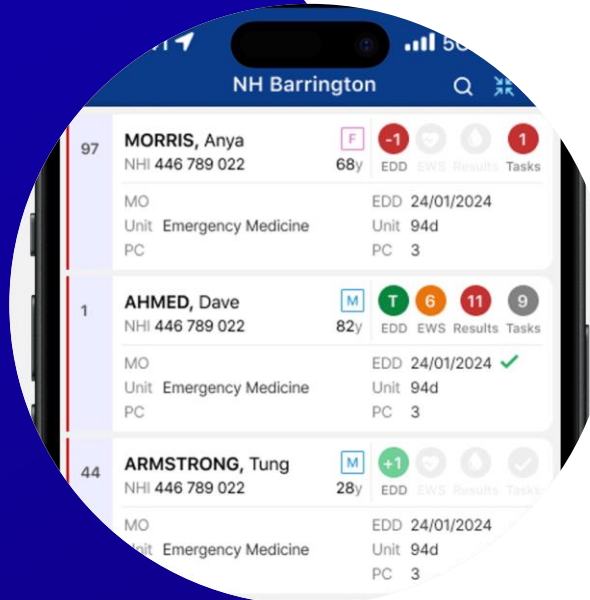 NH Barrington
97 MORRIS, Anya F -1 1
NHI 446 789 022 68y EDD EWS Results Tasks
MO EDD 24/01/2024
Unit Emergency Medicine Unit 94d
PC PC 3
1 AHMED, Dave M T 6 11 9
NHI 446 789 022 82y EDD EWS Results Tasks
MO EDD 24/01/2024
Unit Emergency Medicine Unit 94d
PC PC 3
44 ARMSTRONG, Tung M +1
NHI 446 789 022 28y EDD EWS Results Tasks
MO EDD 24/01/2024
Unit Emergency Medicine Unit 94d
PC 3